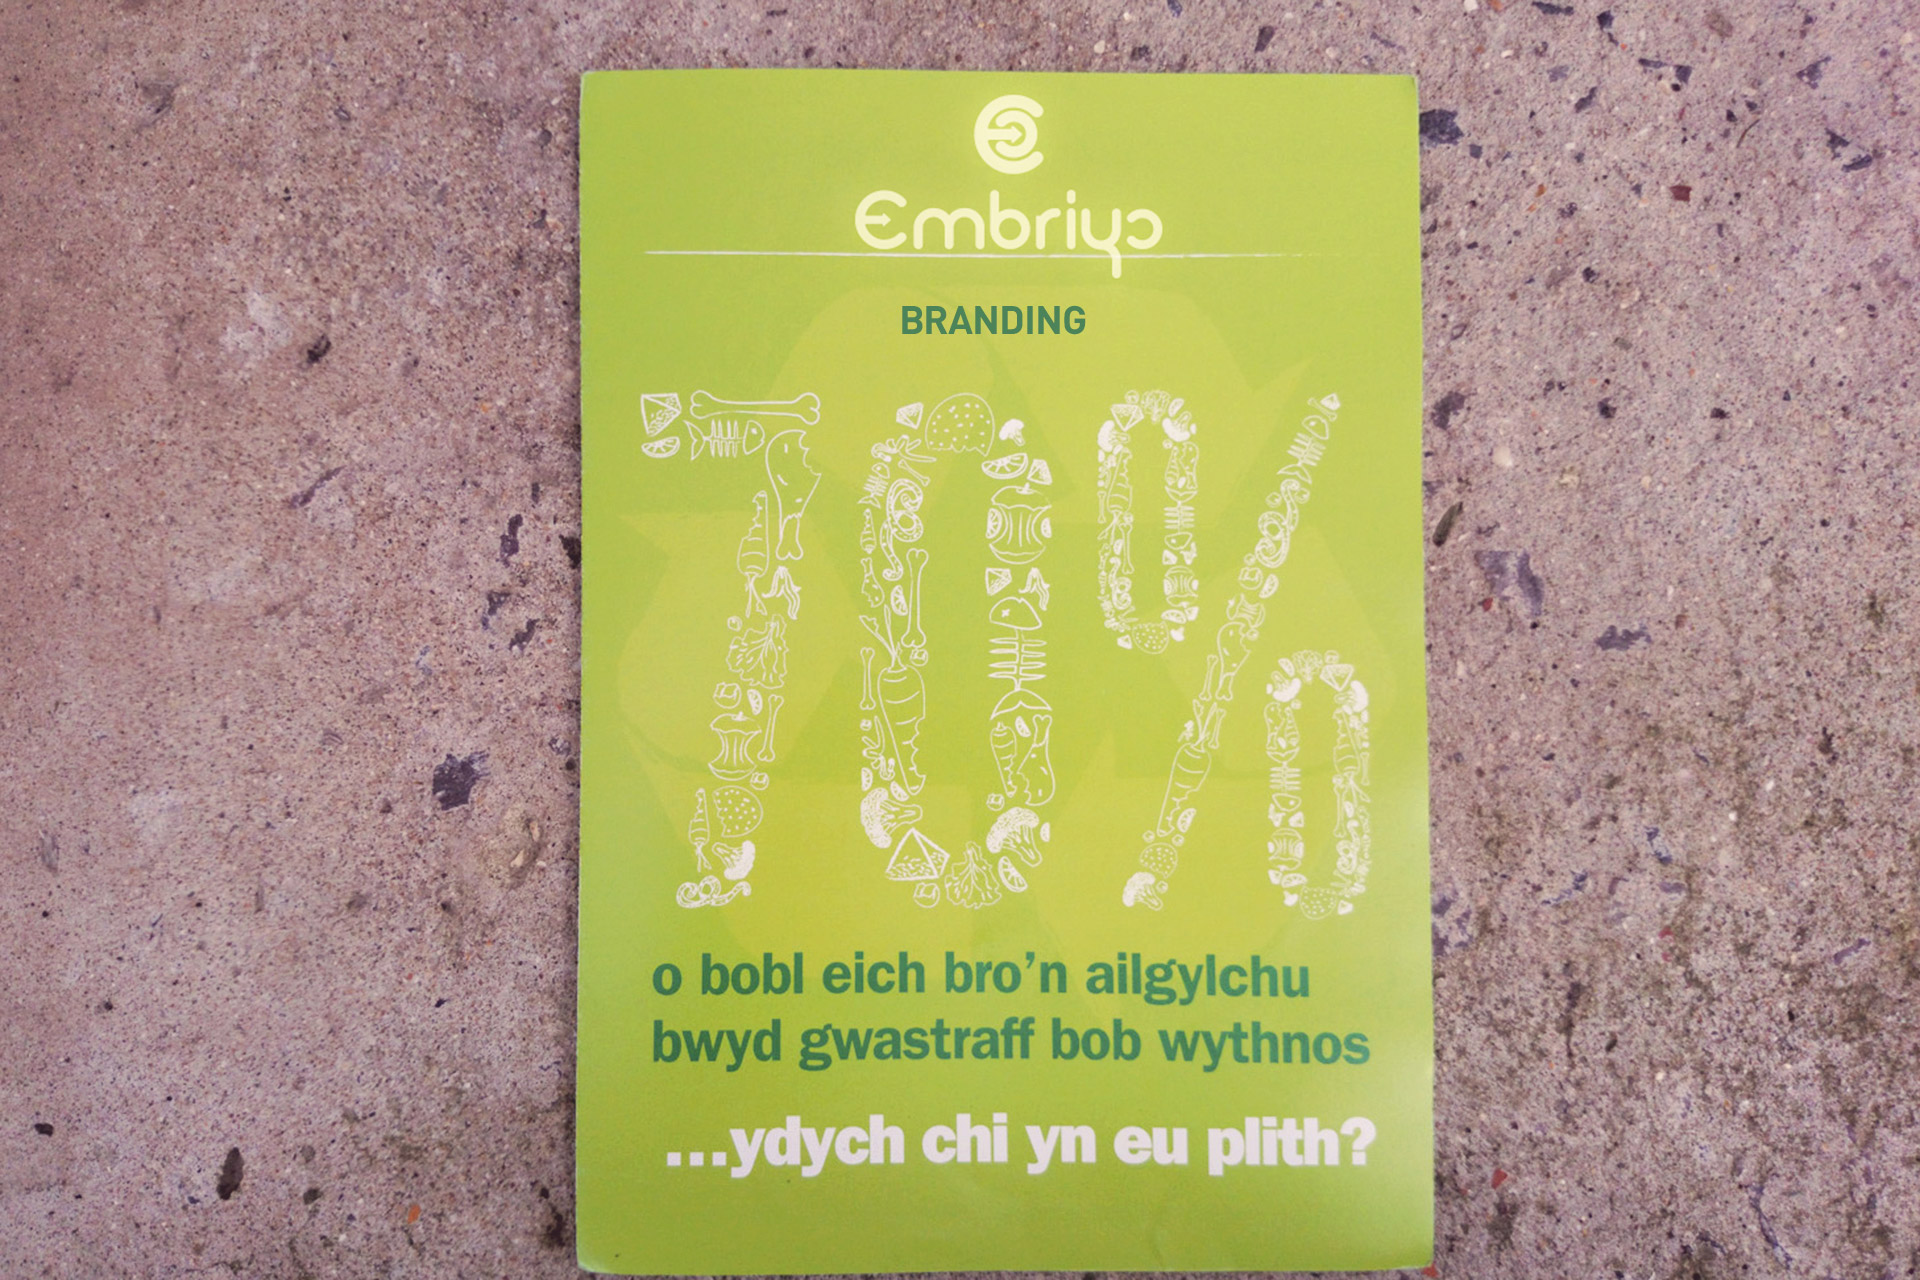 Embriyo
BRANDING
70%
o bobl eich bro'n ailgylchu
bwyd gwastraff bob wythnos
...ydych chi yn eu plith?